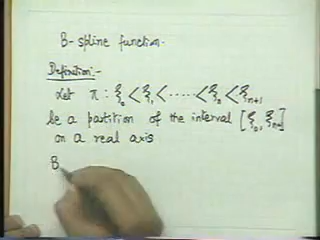 B-spline function.
Definition:-
Let π : ξ₀ < ξ₁ < ...... < ξₙ < ξₙ₊₁
be a partition of the interval [ξ₀, ξₙ₊₁]
on a real axis
B